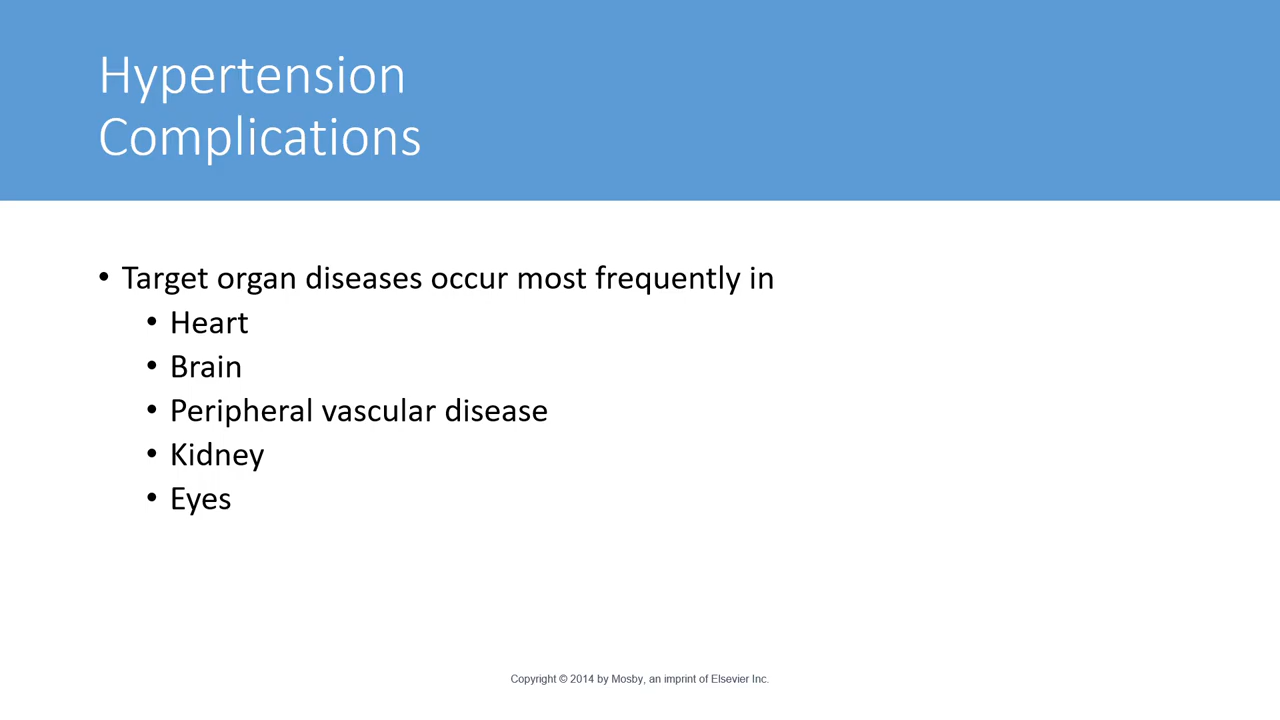 Hypertension
Complications
• Target organ diseases occur most frequently in
• Heart
• Brain
• Peripheral vascular disease
• Kidney
• Eyes
Copyright © 2014 by Mosby, an imprint of Elsevier Inc.